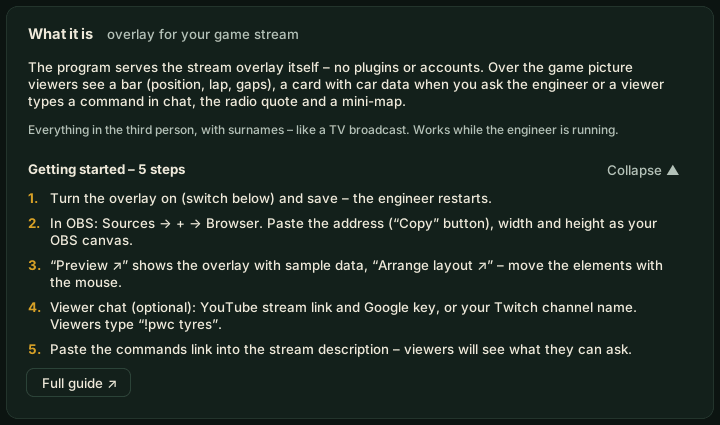 What it is overlay for your game stream
The program serves the stream overlay itself – no plugins or accounts. Over the game picture
viewers see a bar (position, lap, gaps), a card with car data when you ask the engineer or a viewer
types a command in chat, the radio quote and a mini-map.
Everything in the third person, with surnames – like a TV broadcast. Works while the engineer is running.
Getting started – 5 steps
Collapse ▲
1. Turn the overlay on (switch below) and save – the engineer restarts.
2. In OBS: Sources → + → Browser. Paste the address (“Copy” button), width and height as your
OBS canvas.
3. “Preview ↗” shows the overlay with sample data, “Arrange layout ↗” – move the elements with
the mouse.
4. Viewer chat (optional): YouTube stream link and Google key, or your Twitch channel name.
Viewers type “!pwc tyres”.
5. Paste the commands link into the stream description – viewers will see what they can ask.
Full guide ↗